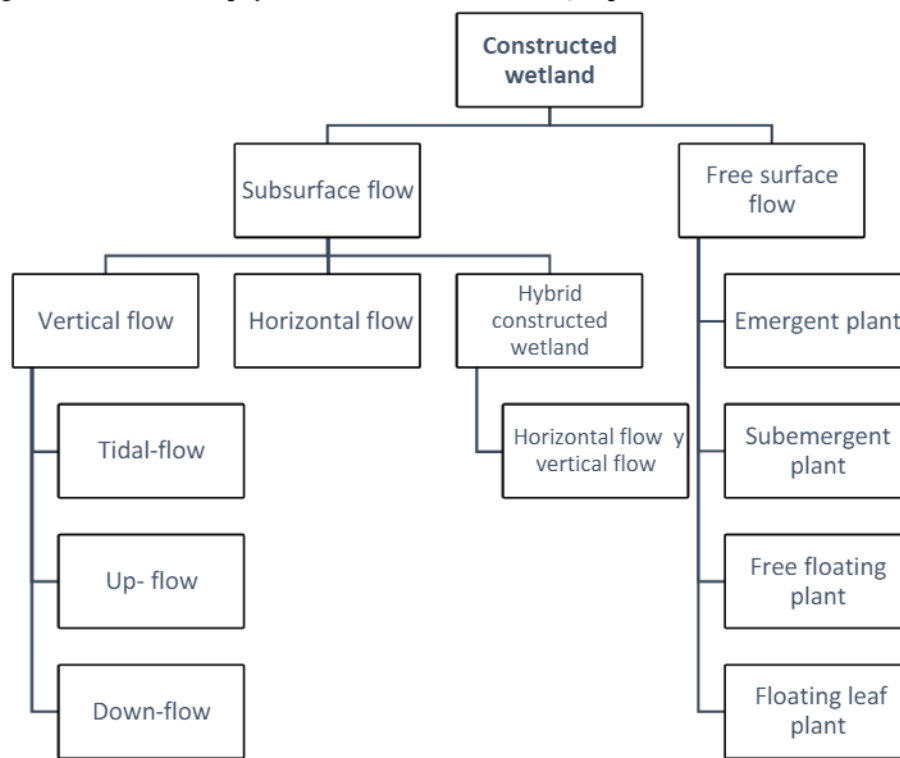 Constructed
wetland
Subsurface flow
Free surface
flow
Vertical flow
Horizontal flow
Hybrid
constructed
wetland
Emergent plant
Tidal-flow
Horizontal flow y
vertical flow
Subemergent
plant
Up- flow
Free floating
plant
Down-flow
Floating leaf
plant